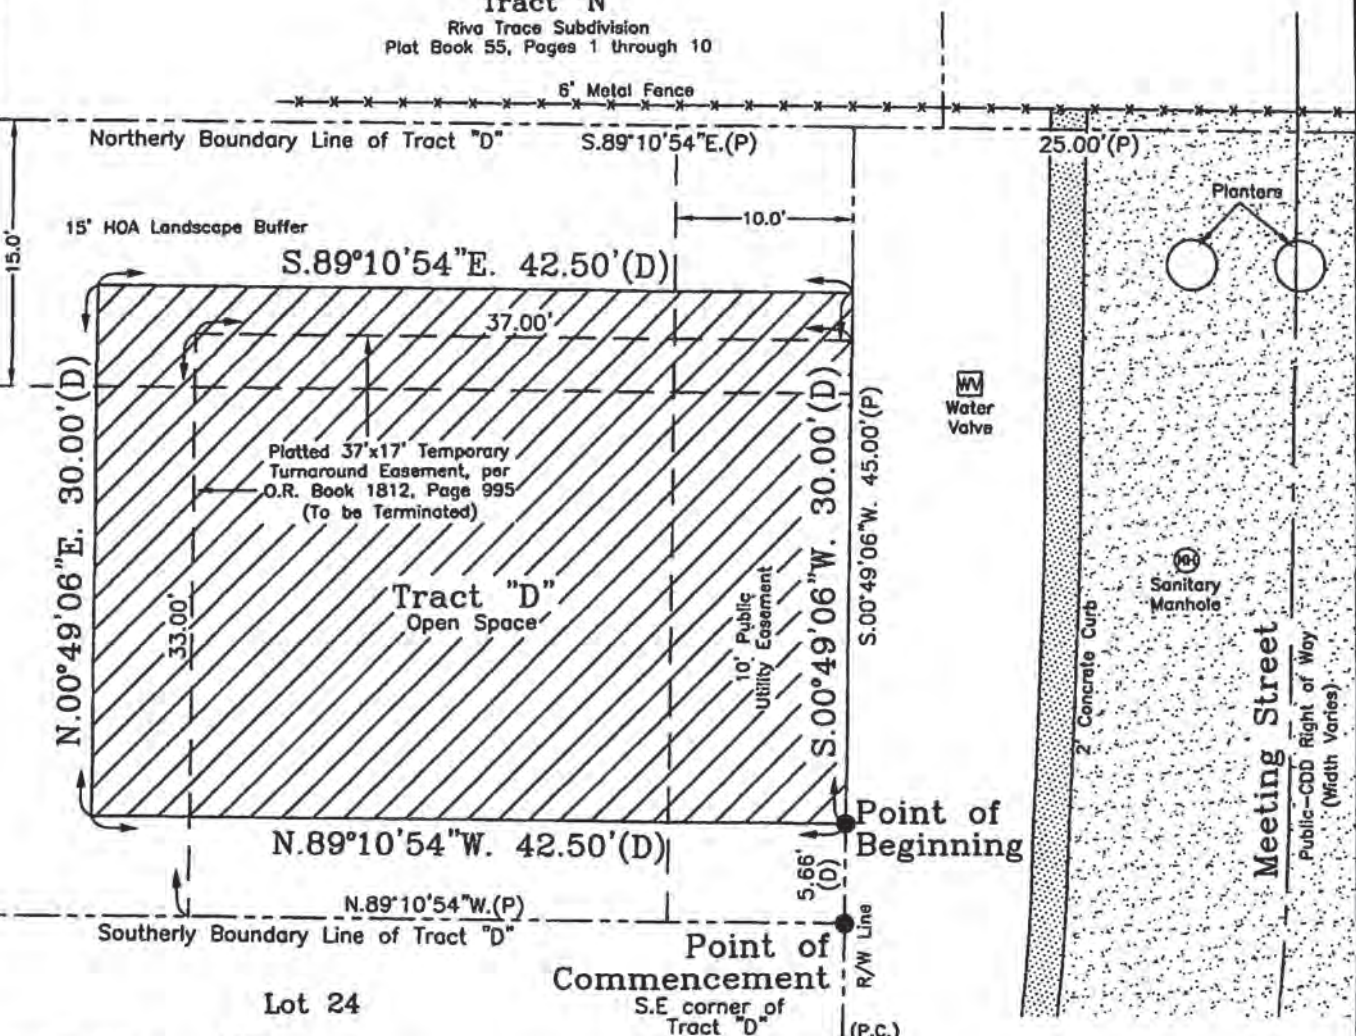 Tract "N"
Riva Trace Subdivision
Plat Book 55, Pages 1 through 10
6' Metal Fence
Northerly Boundary Line of Tract "D"
S.89°10'54"E.(P)
25.00'(P)
Planters
10.0'
15.0'
15' HOA Landscape Buffer
S.89°10'54"E. 42.50'(D)
37.00'
N.00°49'06"E. 30.00'(D)
S.00°49'06"W. 30.00'(D)
S.00°49'06"W. 45.00'(P)
WV
Water
Valve
Platted 37'x17' Temporary
Turnaround Easement, per
O.R. Book 1812, Page 995
(To be Terminated)
MH
Sanitary
Manhole
33.00'
Tract "D"
Open Space
10' Public
Utility Easement
2' Concrete Curb
Meeting Street
Public-CDD Right of Way
(Width Varies)
Point of
Beginning
N.89°10'54"W. 42.50'(D)
5.66'
(D)
N.89°10'54"W.(P)
Southerly Boundary Line of Tract "D"
R/W Line
Point of
Commencement
S.E corner of
Tract "D"
Lot 24
(P.C.)